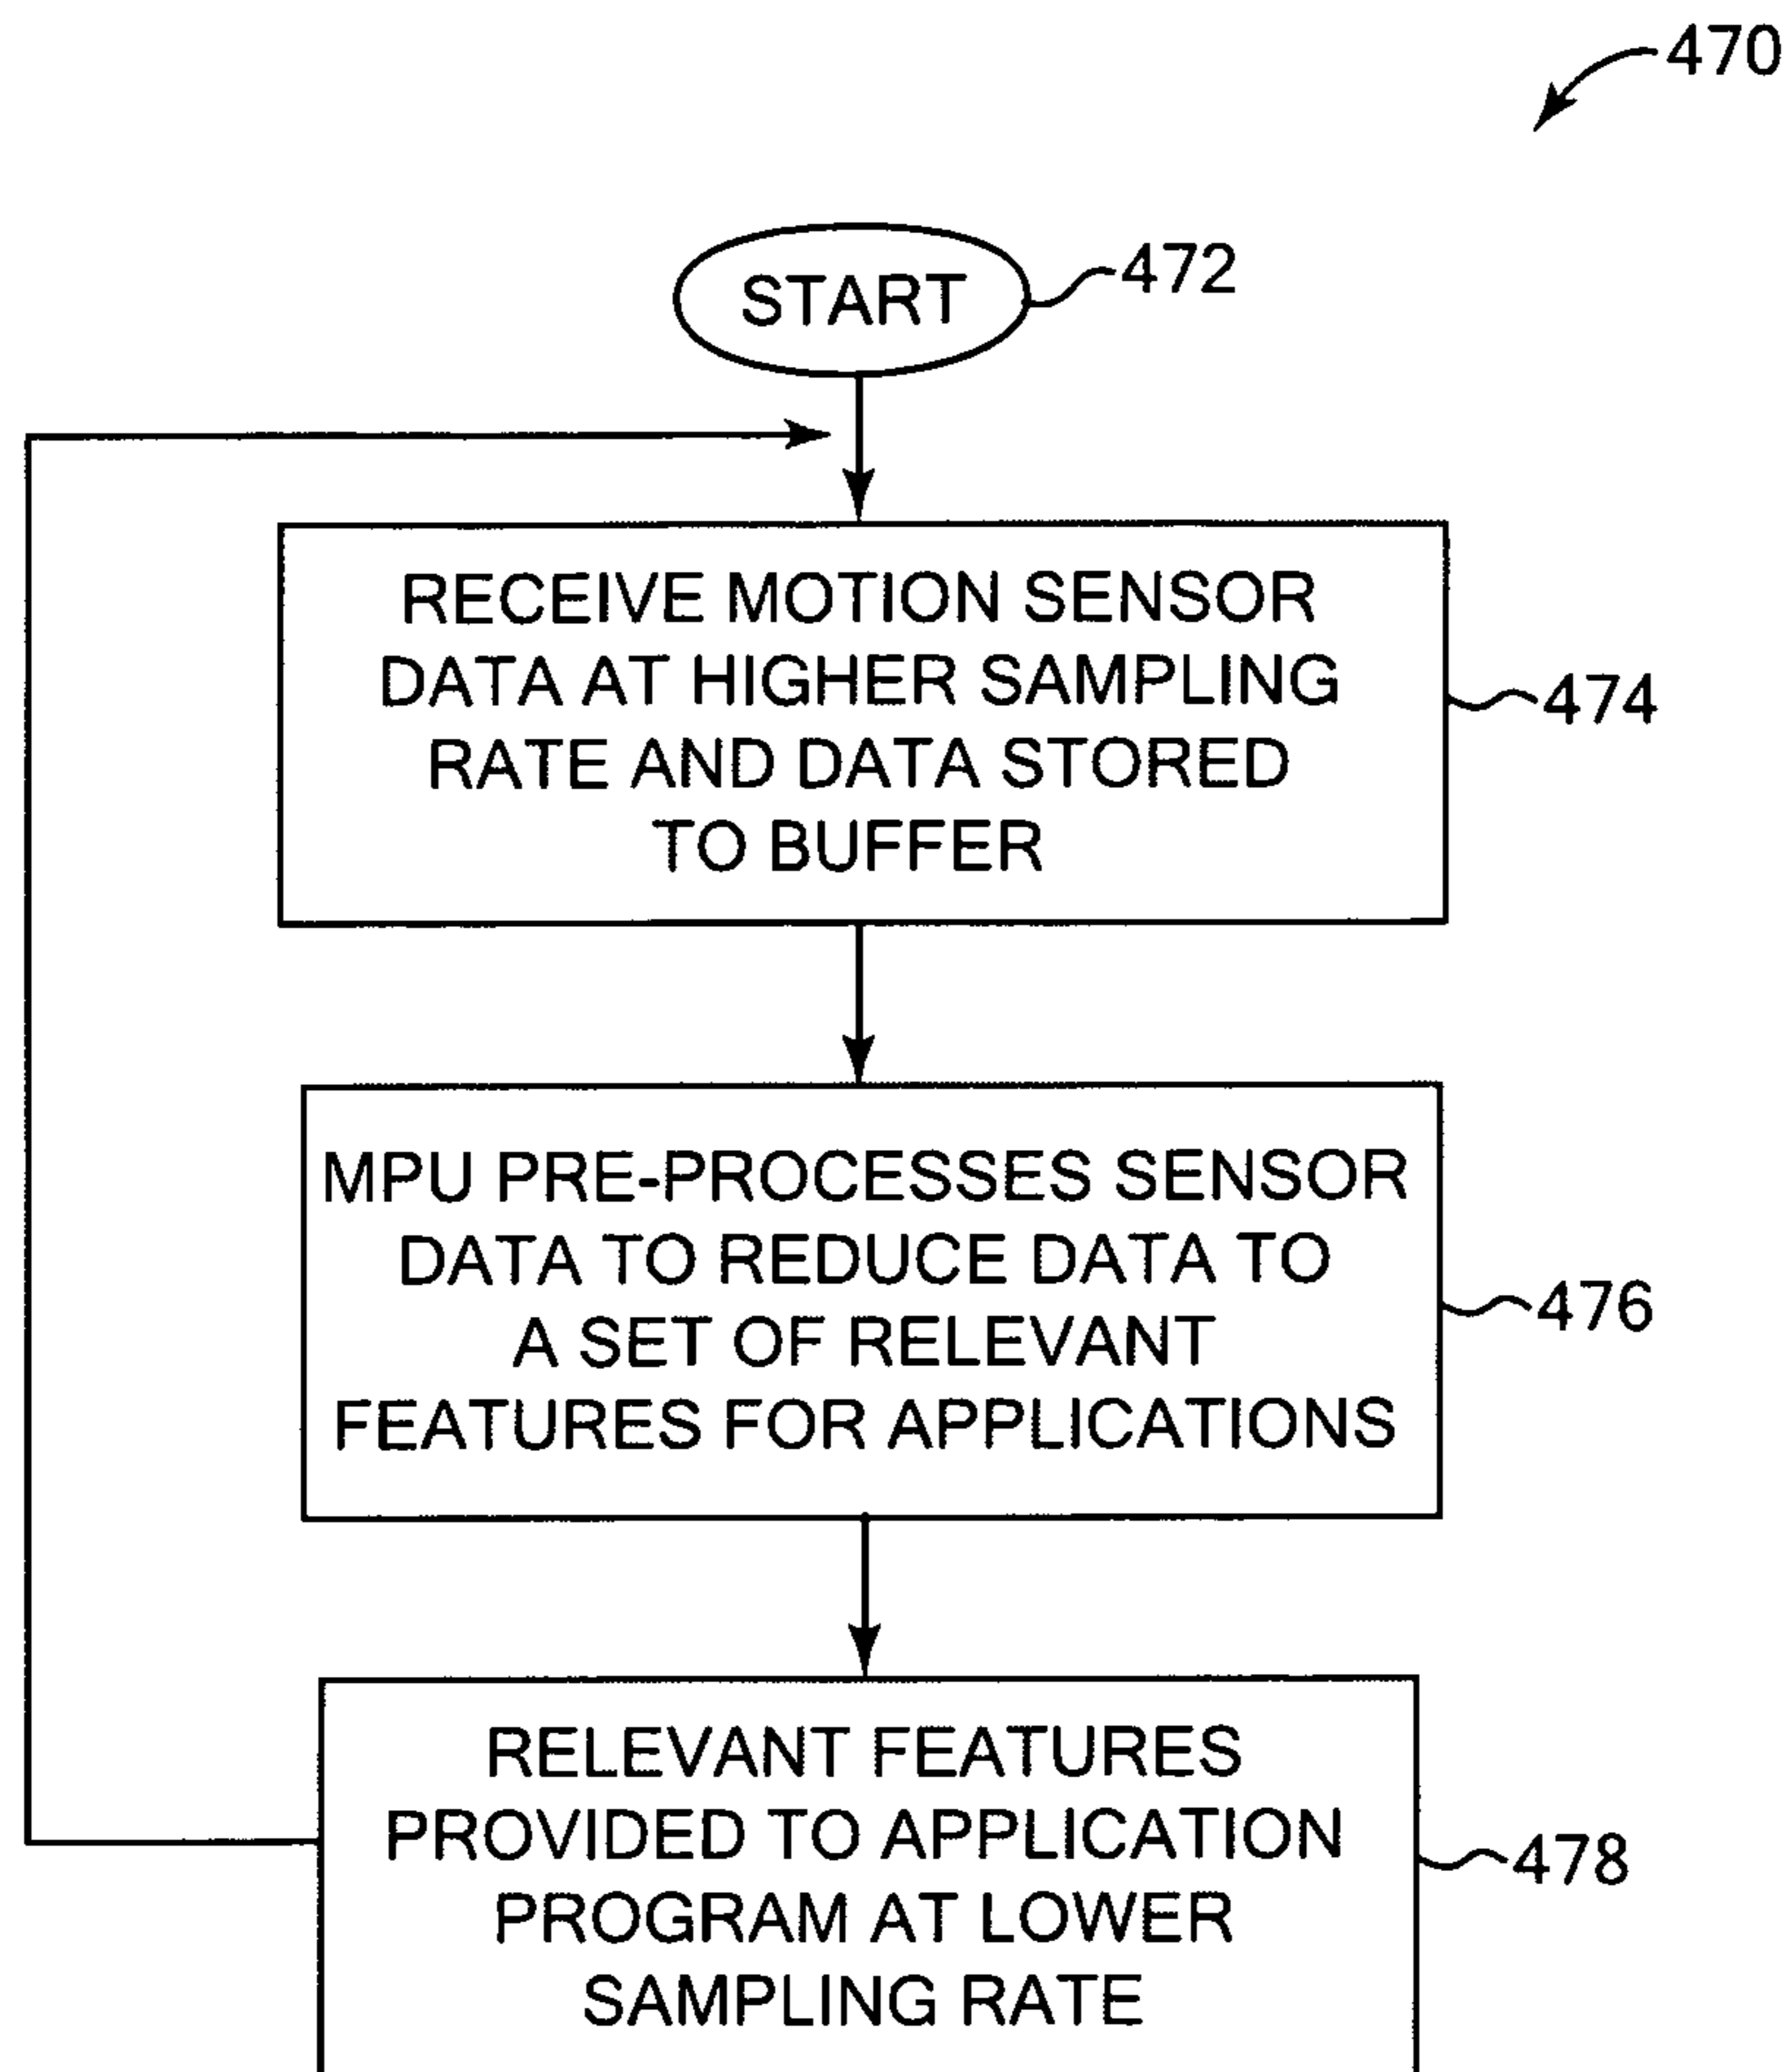 470
START
472
RECEIVE MOTION SENSOR
DATA AT HIGHER SAMPLING
RATE AND DATA STORED
TO BUFFER
474
MPU PRE-PROCESSES SENSOR
DATA TO REDUCE DATA TO
A SET OF RELEVANT
FEATURES FOR APPLICATIONS
476
RELEVANT FEATURES
PROVIDED TO APPLICATION
PROGRAM AT LOWER
SAMPLING RATE
478